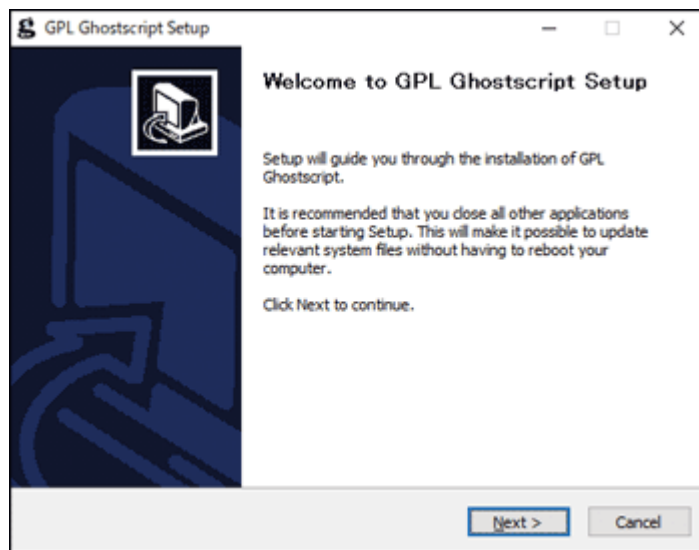 GPL Ghostscript Setup
Welcome to GPL Ghostscript Setup
Setup will guide you through the installation of GPL
Ghostscript.
It is recommended that you close all other applications
before starting Setup. This will make it possible to update
relevant system files without having to reboot your
computer.
Click Next to continue.
Next >
Cancel